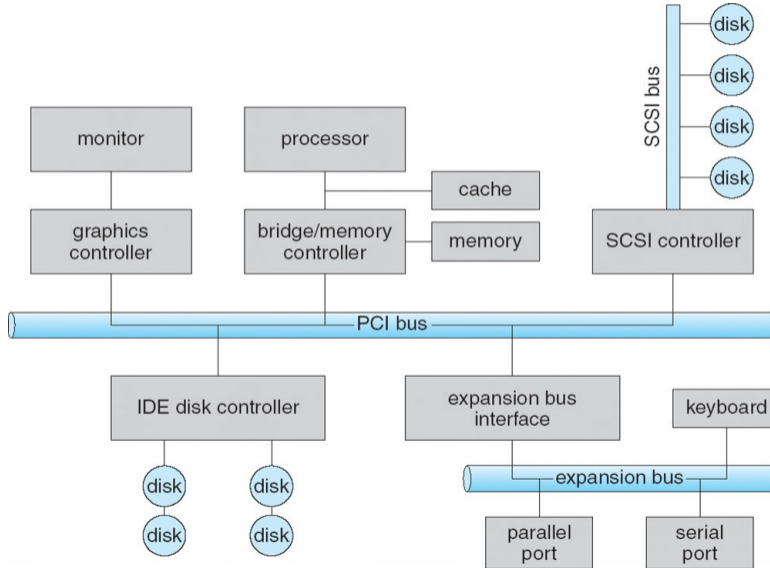 disk
disk
SCSI bus
disk
disk
monitor
processor
cache
graphics
controller
bridge/memory
controller
memory
SCSI controller
PCI bus
IDE disk controller
expansion bus
interface
keyboard
disk
disk
expansion bus
disk
disk
parallel
port
serial
port